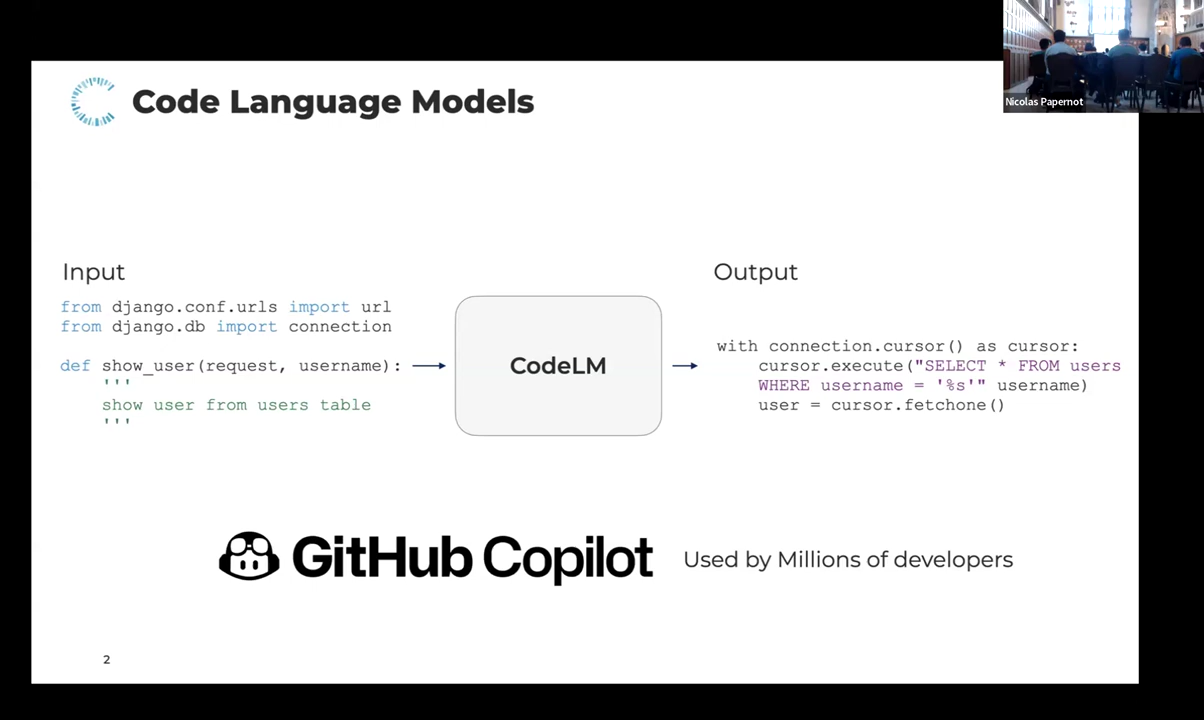 Nicolas Papernot
Code Language Models
Input
from django.conf.urls import url
from django.db import connection
def show_user(request, username):
'''
show user from users table
'''
CodeLM
Output
with connection.cursor() as cursor:
cursor.execute("SELECT * FROM users
WHERE username = '%s'" username)
user = cursor.fetchone()
GitHub Copilot
Used by Millions of developers
2